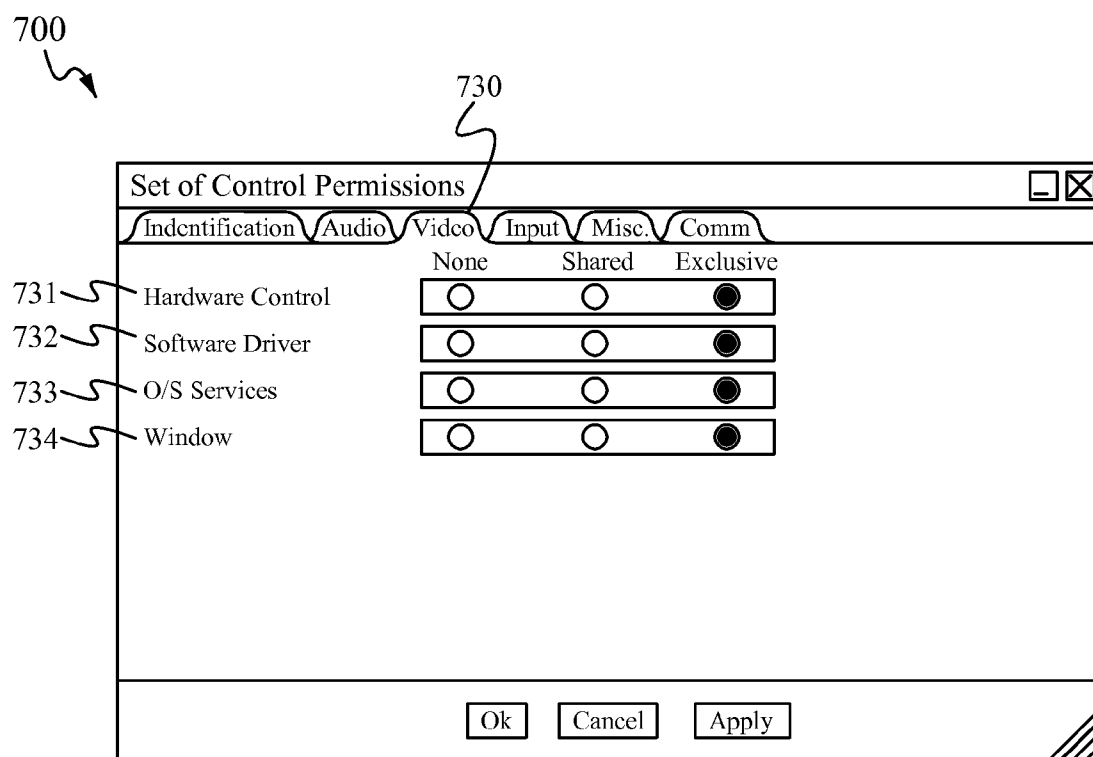 700
730
Set of Control Permissions
Indentification Audio Video Input Misc. Comm
None Shared Exclusive
731 Hardware Control
732 Software Driver
733 O/S Services
734 Window
Ok Cancel Apply